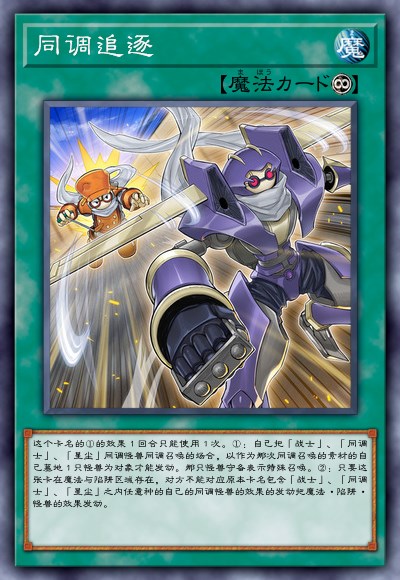 同调追逐
魔
【魔法カード】
まほう
这个卡名的①的效果1回合只能使用1次。①：自己把「战士」、「同调
士」、「星尘」同调怪兽同调召唤的场合，以作为那次同调召唤的素材的自
己墓地1只怪兽为对象才能发动。那只怪兽守备表示特殊召唤。②：只要这
张卡在魔法与陷阱区域存在，对方不能对应原本卡名包含「战士」、「同调
士」、「星尘」之内任意种的自己的同调怪兽的效果的发动把魔法·陷阱·
怪兽的效果发动。